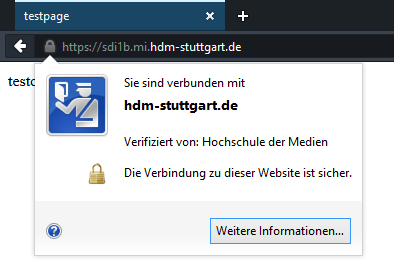 testpage
https://sdi1b.mi.hdm-stuttgart.de
Sie sind verbunden mit
hdm-stuttgart.de
Verifiziert von: Hochschule der Medien
Die Verbindung zu dieser Website ist sicher.
Weitere Informationen...